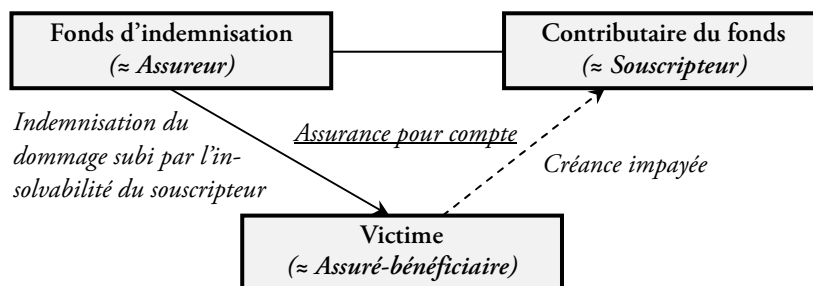 Fonds d’indemnisation
(≈ Assureur)
Contributaire du fonds
(≈ Souscripteur)
Indemnisation du
dommage subi par l’in-
solvabilité du souscripteur
Assurance pour compte
Créance impayée
Victime
(≈ Assuré-bénéficiaire)